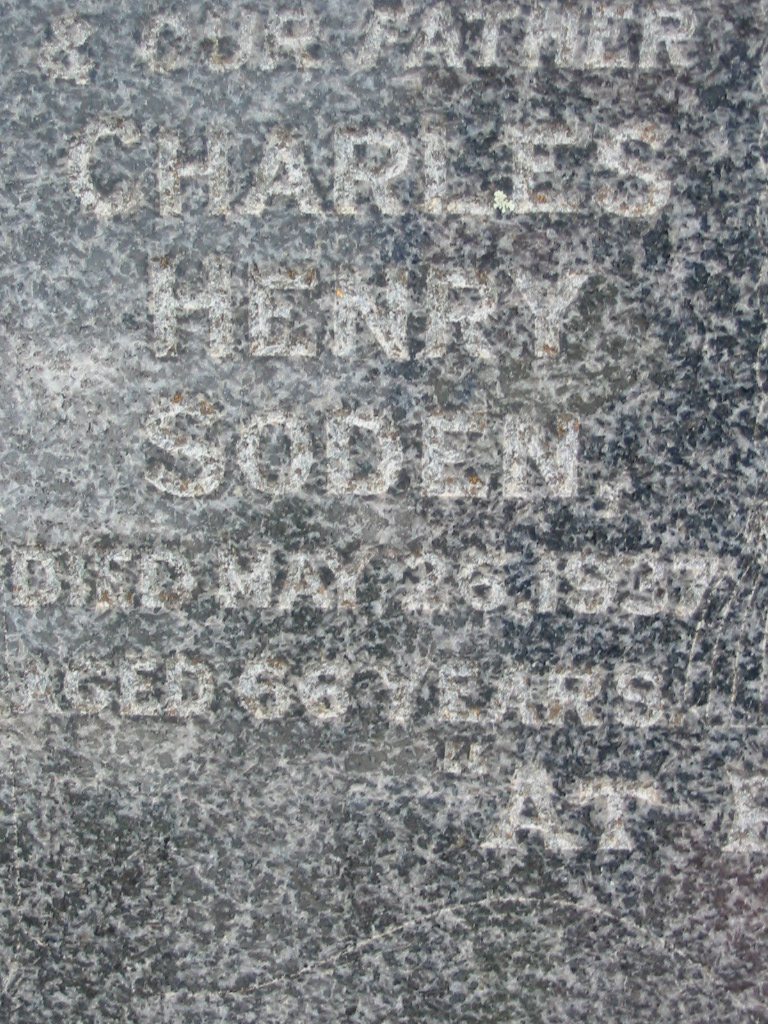 & OUR FATHER
CHARLES
HENRY
SODEN,
DIED MAY 26, 1937
AGED 66 YEARS.
"AT